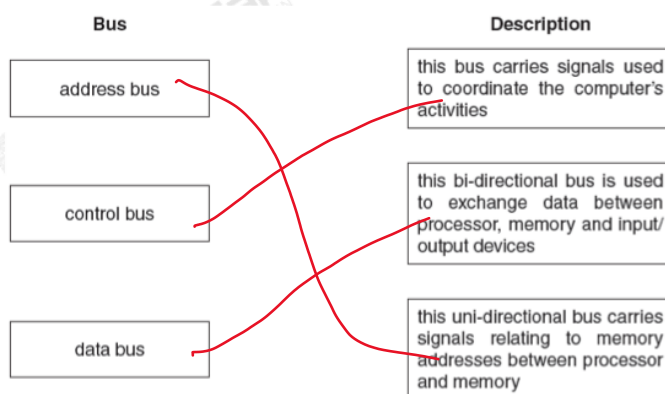 Bus
Description
address bus
this bus carries signals used
to coordinate the computer's
activities
control bus
this bi-directional bus is used
to exchange data between
processor, memory and input/
output devices
data bus
this uni-directional bus carries
signals relating to memory
addresses between processor
and memory